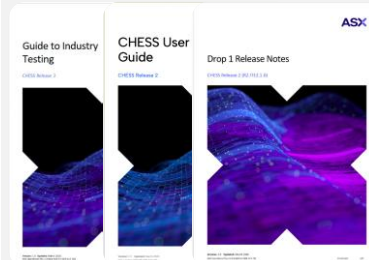 Guide to Industry
Testing
CHESS Release 2
CHESS User
Guide
CHESS Release 2
ASX
Drop 1 Release Notes